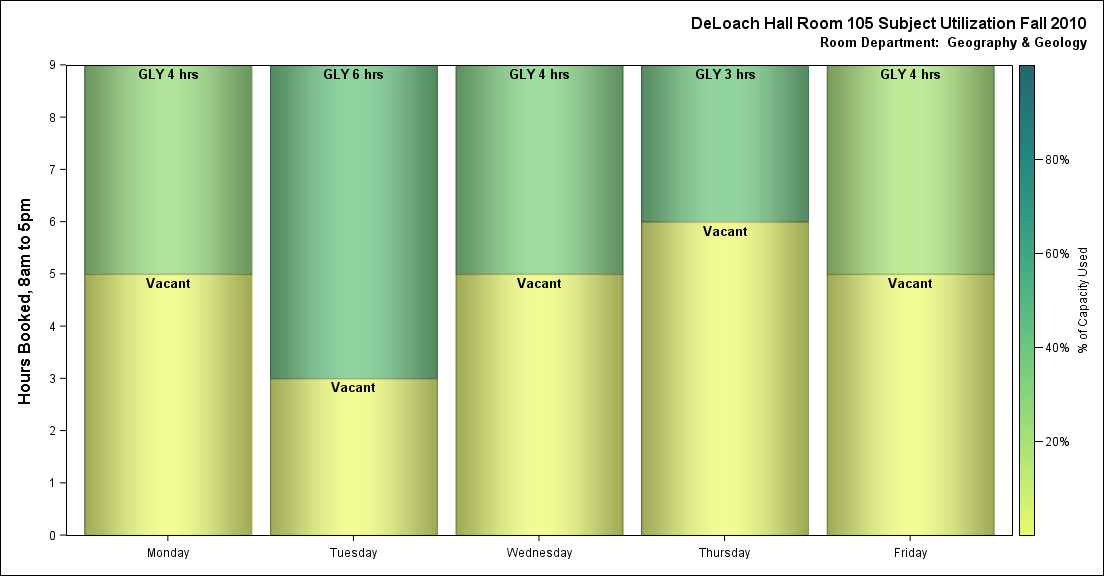 DeLoach Hall Room 105 Subject Utilization Fall 2010
Room Department: Geography & Geology
Hours Booked, 8am to 5pm
9
8
7
6
5
4
3
2
1
0
GLY 4 hrs
Vacant
GLY 6 hrs
Vacant
GLY 4 hrs
Vacant
GLY 3 hrs
Vacant
GLY 4 hrs
Vacant
Monday
Tuesday
Wednesday
Thursday
Friday
80%
60%
40%
20%
% of Capacity Used